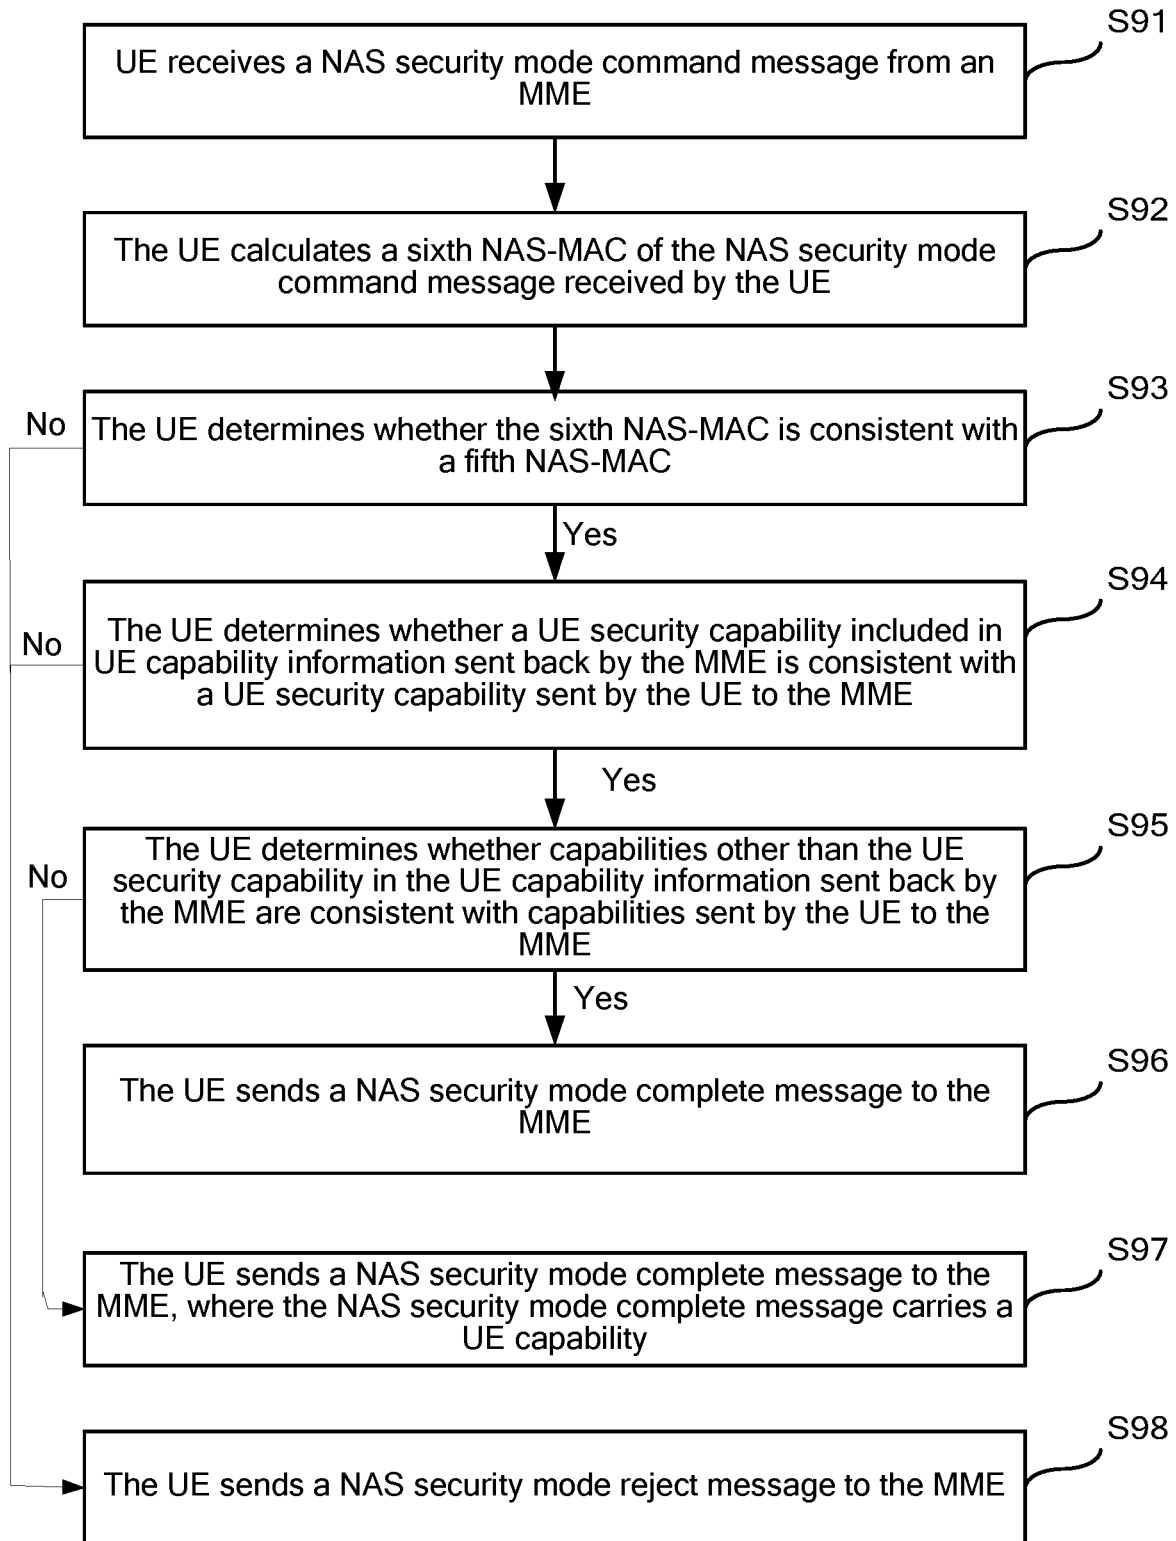 S91
UE receives a NAS security mode command message from an
MME
S92
The UE calculates a sixth NAS-MAC of the NAS security mode
command message received by the UE
S93
No
The UE determines whether the sixth NAS-MAC is consistent with
a fifth NAS-MAC
Yes
S94
No
The UE determines whether a UE security capability included in
UE capability information sent back by the MME is consistent with
a UE security capability sent by the UE to the MME
Yes
S95
No
The UE determines whether capabilities other than the UE
security capability in the UE capability information sent back by
the MME are consistent with capabilities sent by the UE to the
MME
Yes
S96
The UE sends a NAS security mode complete message to the
MME
S97
The UE sends a NAS security mode complete message to the
MME, where the NAS security mode complete message carries a
UE capability
S98
The UE sends a NAS security mode reject message to the MME